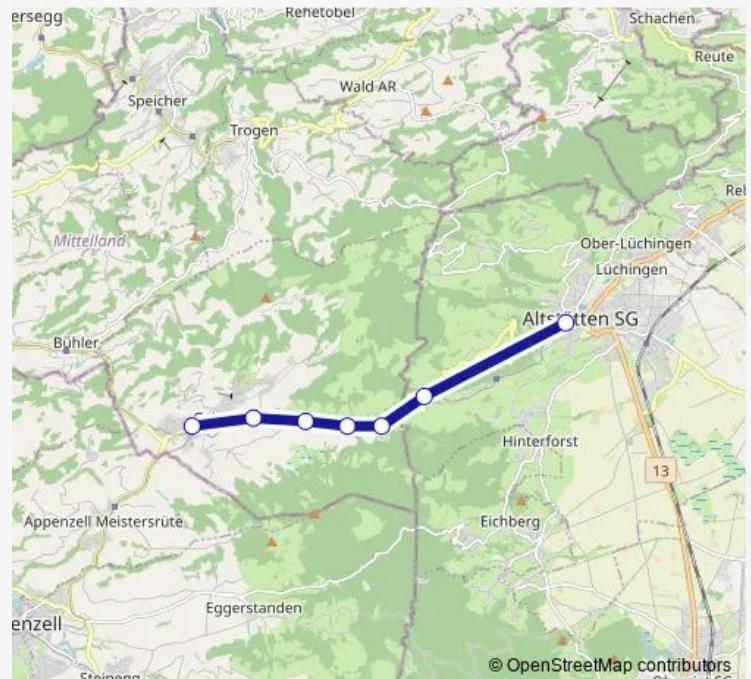 ersegg
Rehetobel
Schachen
Reute
Wald AR
Speicher
Trogen
Mittelland
Ober-Lüchingen
Lüchingen
Altstätten SG
Bühler
Hinterforst
13
Appenzell Meistersrüte
Eichberg
Eggerstanden
enzell
© OpenStreetMap contributors